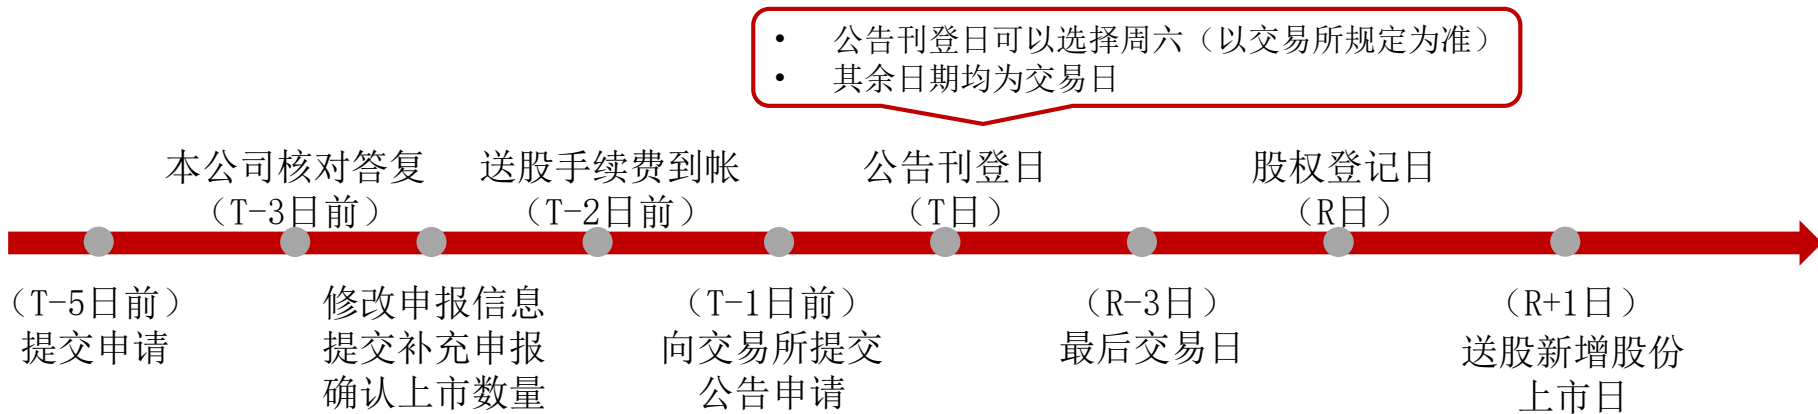 • 公告刊登日可以选择周六（以交易所规定为准）
• 其余日期均为交易日
本公司核对答复
（T-3日前）
送股手续费到帐
（T-2日前）
公告刊登日
（T日）
股权登记日
（R日）
（T-5日前）
提交申请
修改申报信息
提交补充申报
确认上市数量
（T-1日前）
向交易所提交
公告申请
（R-3日）
最后交易日
（R+1日）
送股新增股份
上市日